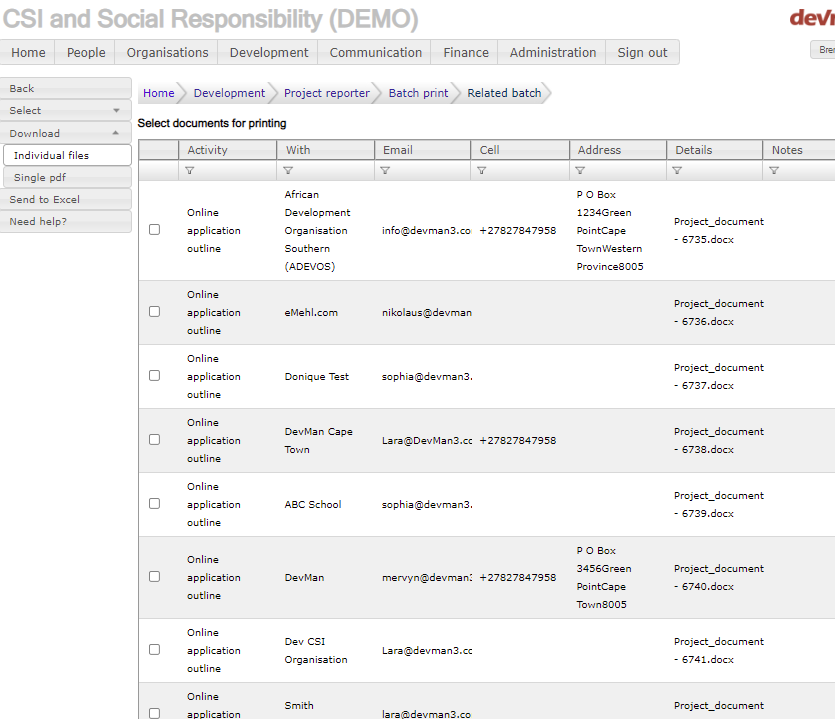 CSI and Social Responsibility (DEMO)
Home People Organisations Development Communication Finance Administration Sign out
Back
Select
Download
Individual files
Single pdf
Send to Excel
Need help?
Home Development Project reporter Batch print Related batch
Select documents for printing
Activity With Email Cell Address Details Notes
Online
application
outline
African
Development
Organisation
Southern
(ADEVOS)
info@devman3.co
+27827847958
P O Box
1234Green
PointCape
TownWestern
Province8005
Project_document
- 6735.docx
Online
application
outline
eMehl.com
nikolaus@devman
Project_document
- 6736.docx
Online
application
outline
Donique Test
sophia@devman3.
Project_document
- 6737.docx
Online
application
outline
DevMan Cape
Town
Lara@DevMan3.cc
+27827847958
Project_document
- 6738.docx
Online
application
outline
ABC School
sophia@devman3.
Project_document
- 6739.docx
Online
application
outline
DevMan
mervyn@devman3
+27827847958
P O Box
3456Green
PointCape
Town8005
Project_document
- 6740.docx
Online
application
outline
Dev CSI
Organisation
Lara@devman3.cc
Project_document
- 6741.docx
Online
application
Smith
lara@devman3.co
Project_document